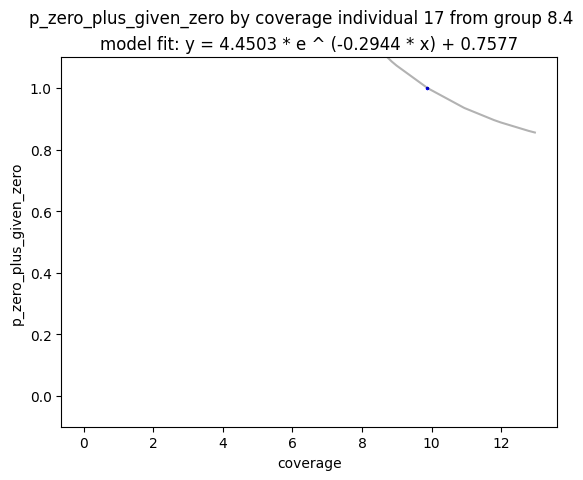 p_zero_plus_given_zero by coverage individual 17 from group 8.4
model fit: y = 4.4503 * e ^ (-0.2944 * x) + 0.7577
1.0
0.8
0.6
0.4
0.2
0.0
p_zero_plus_given_zero
0 2 4 6 8 10 12
coverage